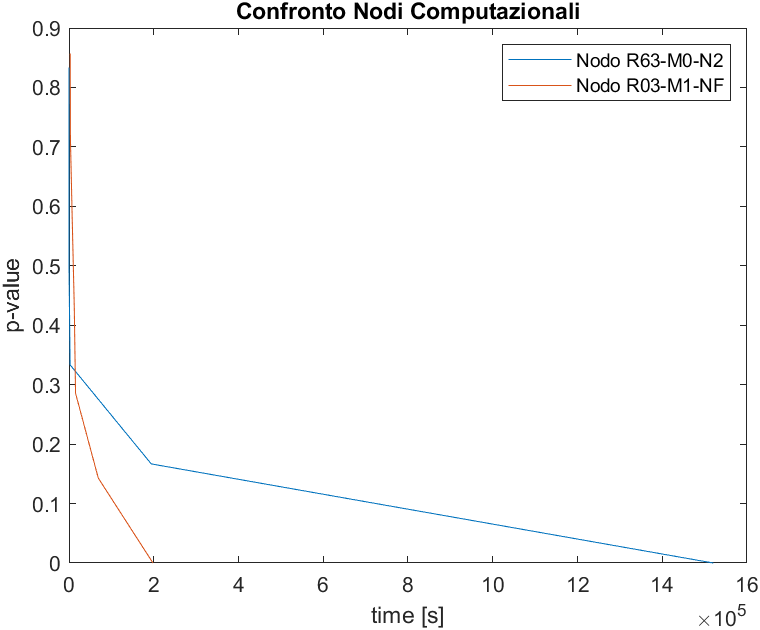 Confronto Nodi Computazionali
Nodo R63-M0-N2
Nodo R03-M1-NF
0.9
0.8
0.7
0.6
0.5
0.4
0.3
0.2
0.1
0
p-value
0 2 4 6 8 10 12 14 16
time [s]
×10^5